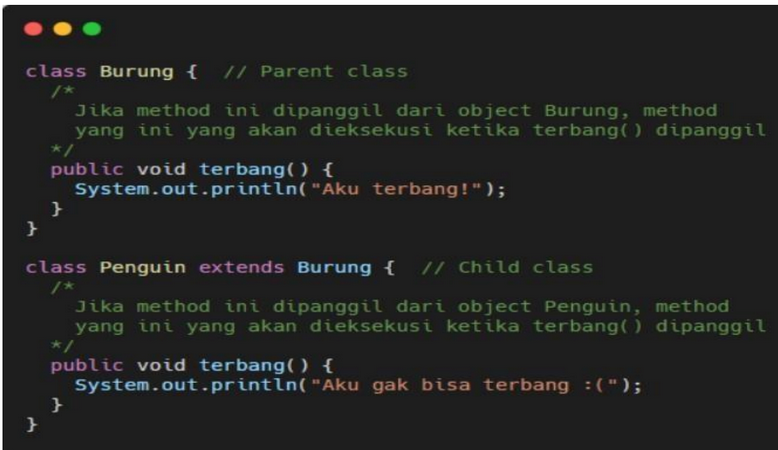 class Burung {  // Parent class
  /*
    Jika method ini dipanggil dari object Burung, method
    yang ini yang akan dieksekusi ketika terbang() dipanggil
  */
  public void terbang() {
    System.out.println("Aku terbang!");
  }
}

class Penguin extends Burung {  // Child class
  /*
    Jika method ini dipanggil dari object Penguin, method
    yang ini yang akan dieksekusi ketika terbang() dipanggil
  */
  public void terbang() {
    System.out.println("Aku gak bisa terbang :(");
  }
}